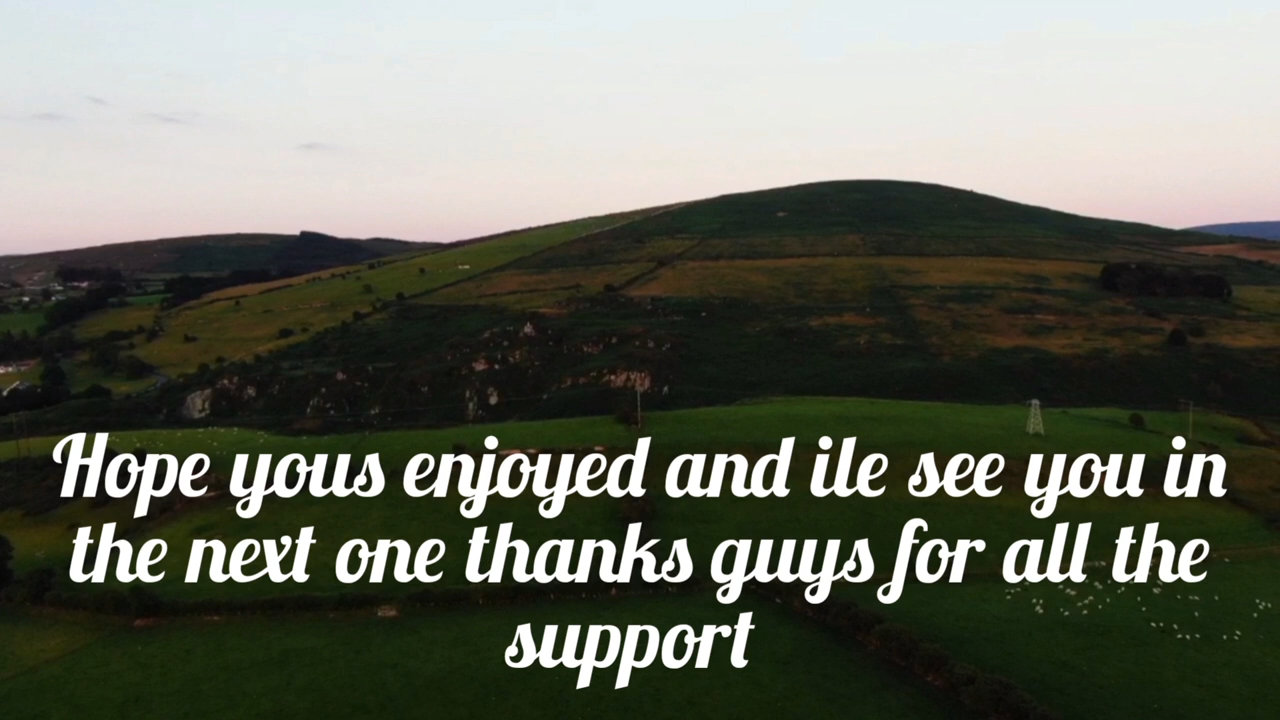 Hope yous enjoyed and ile see you in
the next one thanks guys for all the
support